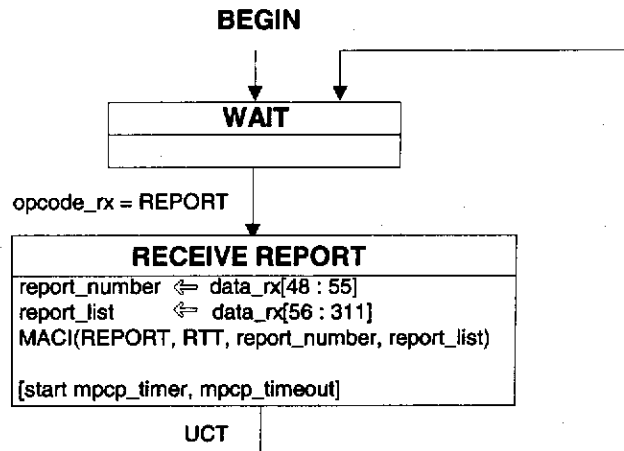 BEGIN
WAIT
opcode_rx = REPORT
RECEIVE REPORT
report_number ⇐ data_rx[48 : 55]
report_list ⇐ data_rx[56 : 311]
MACI(REPORT, RTT, report_number, report_list)
[start mpcp_timer, mpcp_timeout]
UCT